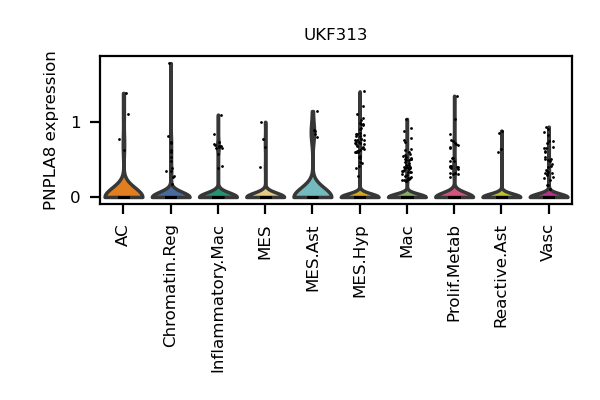 UKF313
PNPLA8 expression
1
0
AC
Chromatin.Reg
Inflammatory.Mac
MES
MES.Ast
MES.Hyp
Mac
Prolif.Metab
Reactive.Ast
Vasc